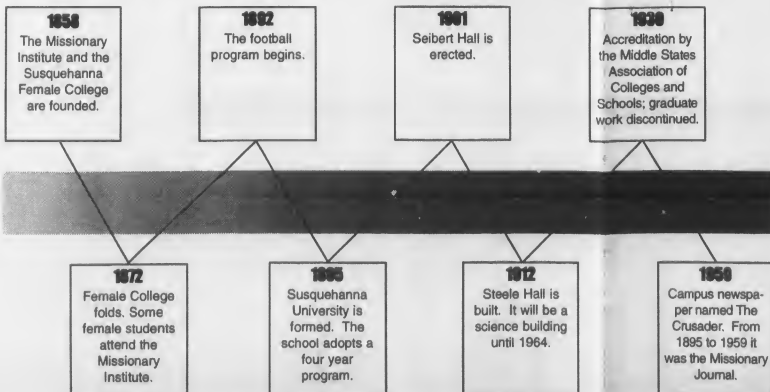 1858
The Missionary
Institute and the
Susquehanna
Female College
are founded.
1872
Female College
folds. Some
female students
attend the
Missionary
Institute.
1892
The football
program begins.
1895
Susquehanna
University is
formed. The
school adopts a
four year
program.
1901
Seibert Hall is
erected.
1912
Steele Hall is
built. It will be a
science building
until 1964.
1930
Accreditation by
the Middle States
Association of
Colleges and
Schools; graduate
work discontinued.
1959
Campus newspa-
per named The
Crusader. From
1895 to 1959 it
was the Missionary
Journal.